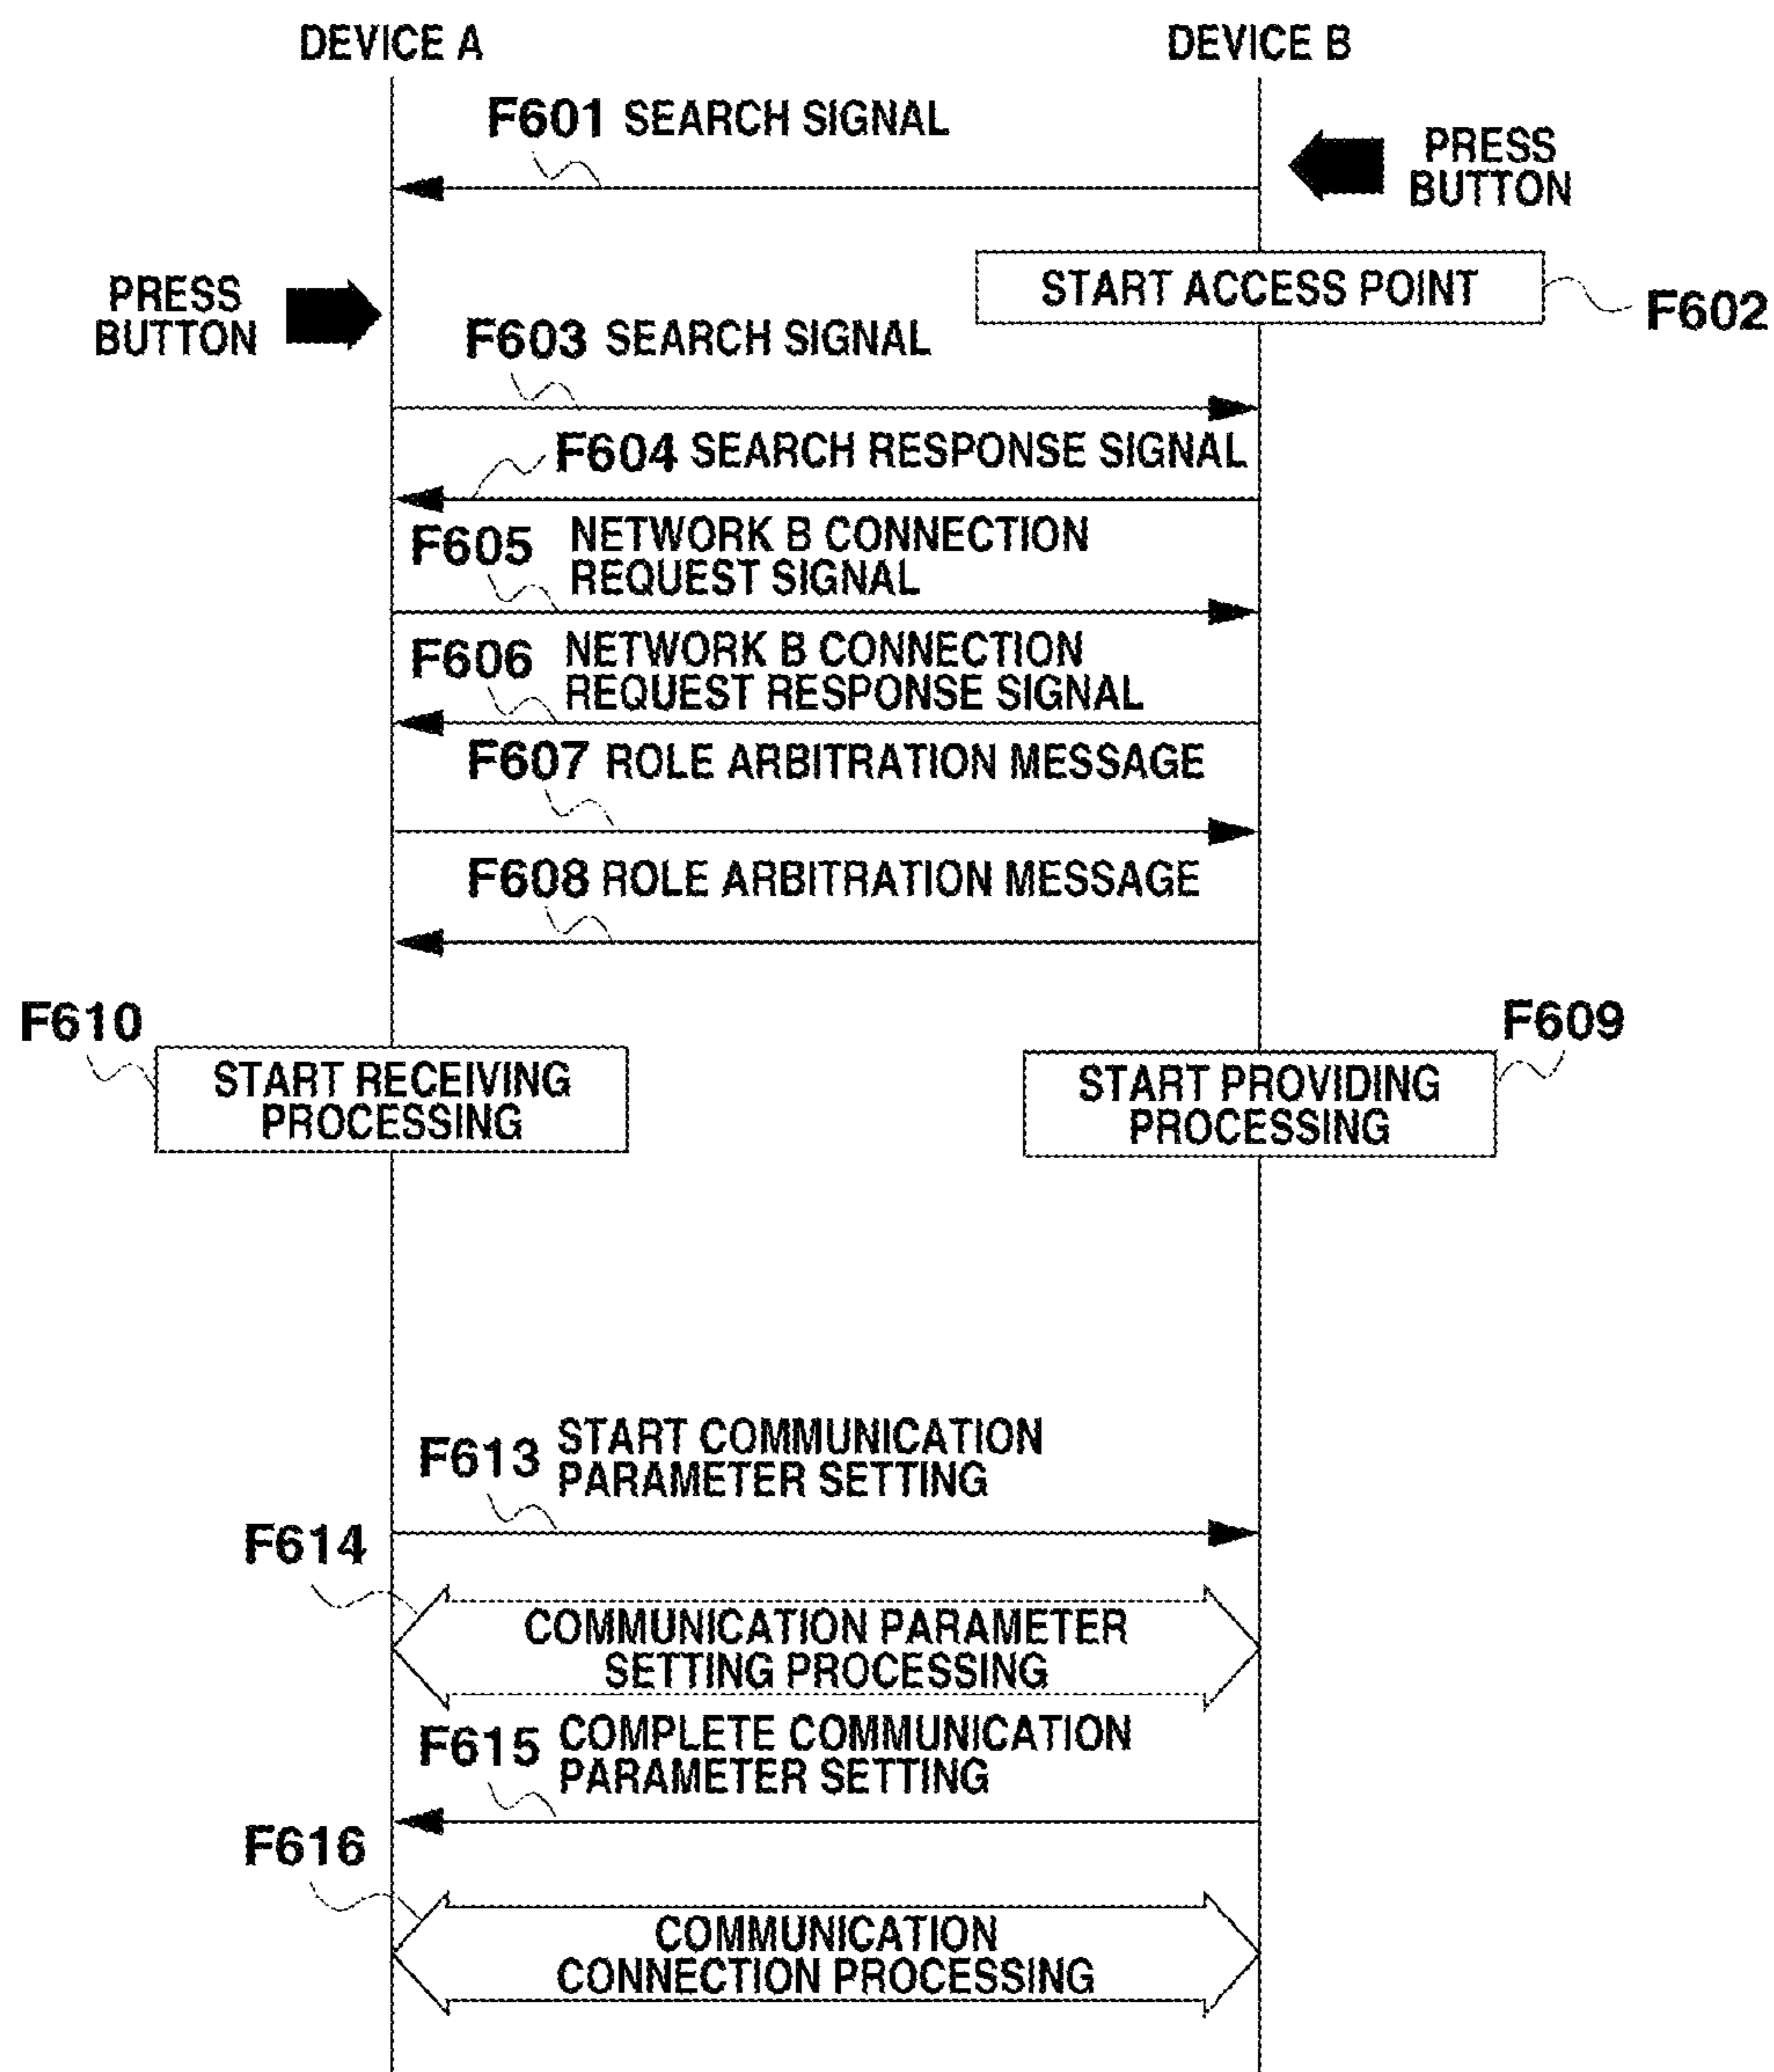 DEVICE A
DEVICE B
F601 SEARCH SIGNAL
PRESS
BUTTON
START ACCESS POINT
F602
PRESS
BUTTON
F603 SEARCH SIGNAL
F604 SEARCH RESPONSE SIGNAL
F605 NETWORK B CONNECTION
REQUEST SIGNAL
F606 NETWORK B CONNECTION
REQUEST RESPONSE SIGNAL
F607 ROLE ARBITRATION MESSAGE
F608 ROLE ARBITRATION MESSAGE
F610
START RECEIVING
PROCESSING
F609
START PROVIDING
PROCESSING
F613 START COMMUNICATION
PARAMETER SETTING
F614
COMMUNICATION PARAMETER
SETTING PROCESSING
F615 COMPLETE COMMUNICATION
PARAMETER SETTING
F616
COMMUNICATION
CONNECTION PROCESSING